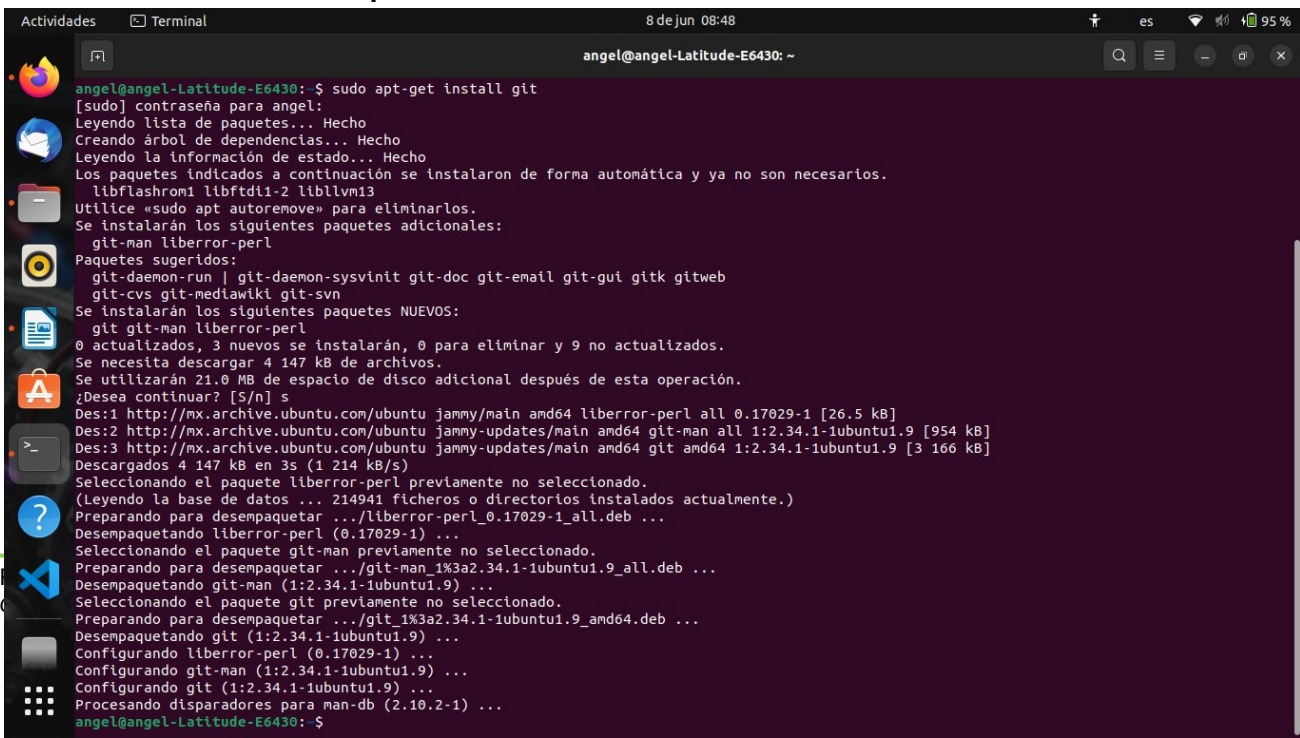 Actividades Terminal 8 de jun 08:48 es 95 %
angel@angel-Latitude-E6430: ~
angel@angel-Latitude-E6430:~$ sudo apt-get install git
[sudo] contraseña para angel:
Leyendo lista de paquetes... Hecho
Creando árbol de dependencias... Hecho
Leyendo la información de estado... Hecho
Los paquetes indicados a continuación se instalaron de forma automática y ya no son necesarios.
  libflashrom1 libftdi1-2 libllvm13
Utilice «sudo apt autoremove» para eliminarlos.
Se instalarán los siguientes paquetes adicionales:
  git-man liberror-perl
Paquetes sugeridos:
  git-daemon-run | git-daemon-sysvinit git-doc git-email git-gui gitk gitweb
  git-cvs git-mediawiki git-svn
Se instalarán los siguientes paquetes NUEVOS:
  git git-man liberror-perl
0 actualizados, 3 nuevos se instalarán, 0 para eliminar y 9 no actualizados.
Se necesita descargar 4 147 kB de archivos.
Se utilizarán 21.0 MB de espacio de disco adicional después de esta operación.
¿Desea continuar? [S/n] s
Des:1 http://mx.archive.ubuntu.com/ubuntu jammy/main amd64 liberror-perl all 0.17029-1 [26.5 kB]
Des:2 http://mx.archive.ubuntu.com/ubuntu jammy-updates/main amd64 git-man all 1:2.34.1-1ubuntu1.9 [954 kB]
Des:3 http://mx.archive.ubuntu.com/ubuntu jammy-updates/main amd64 git amd64 1:2.34.1-1ubuntu1.9 [3 166 kB]
Descargados 4 147 kB en 3s (1 214 kB/s)
Seleccionando el paquete liberror-perl previamente no seleccionado.
(Leyendo la base de datos ... 214941 ficheros o directorios instalados actualmente.)
Preparando para desempaquetar .../liberror-perl_0.17029-1_all.deb ...
Desempaquetando liberror-perl (0.17029-1) ...
Seleccionando el paquete git-man previamente no seleccionado.
Preparando para desempaquetar .../git-man_1%3a2.34.1-1ubuntu1.9_all.deb ...
Desempaquetando git-man (1:2.34.1-1ubuntu1.9) ...
Seleccionando el paquete git previamente no seleccionado.
Preparando para desempaquetar .../git_1%3a2.34.1-1ubuntu1.9_amd64.deb ...
Desempaquetando git (1:2.34.1-1ubuntu1.9) ...
Configurando liberror-perl (0.17029-1) ...
Configurando git-man (1:2.34.1-1ubuntu1.9) ...
Configurando git (1:2.34.1-1ubuntu1.9) ...
Procesando disparadores para man-db (2.10.2-1) ...
angel@angel-Latitude-E6430:~$